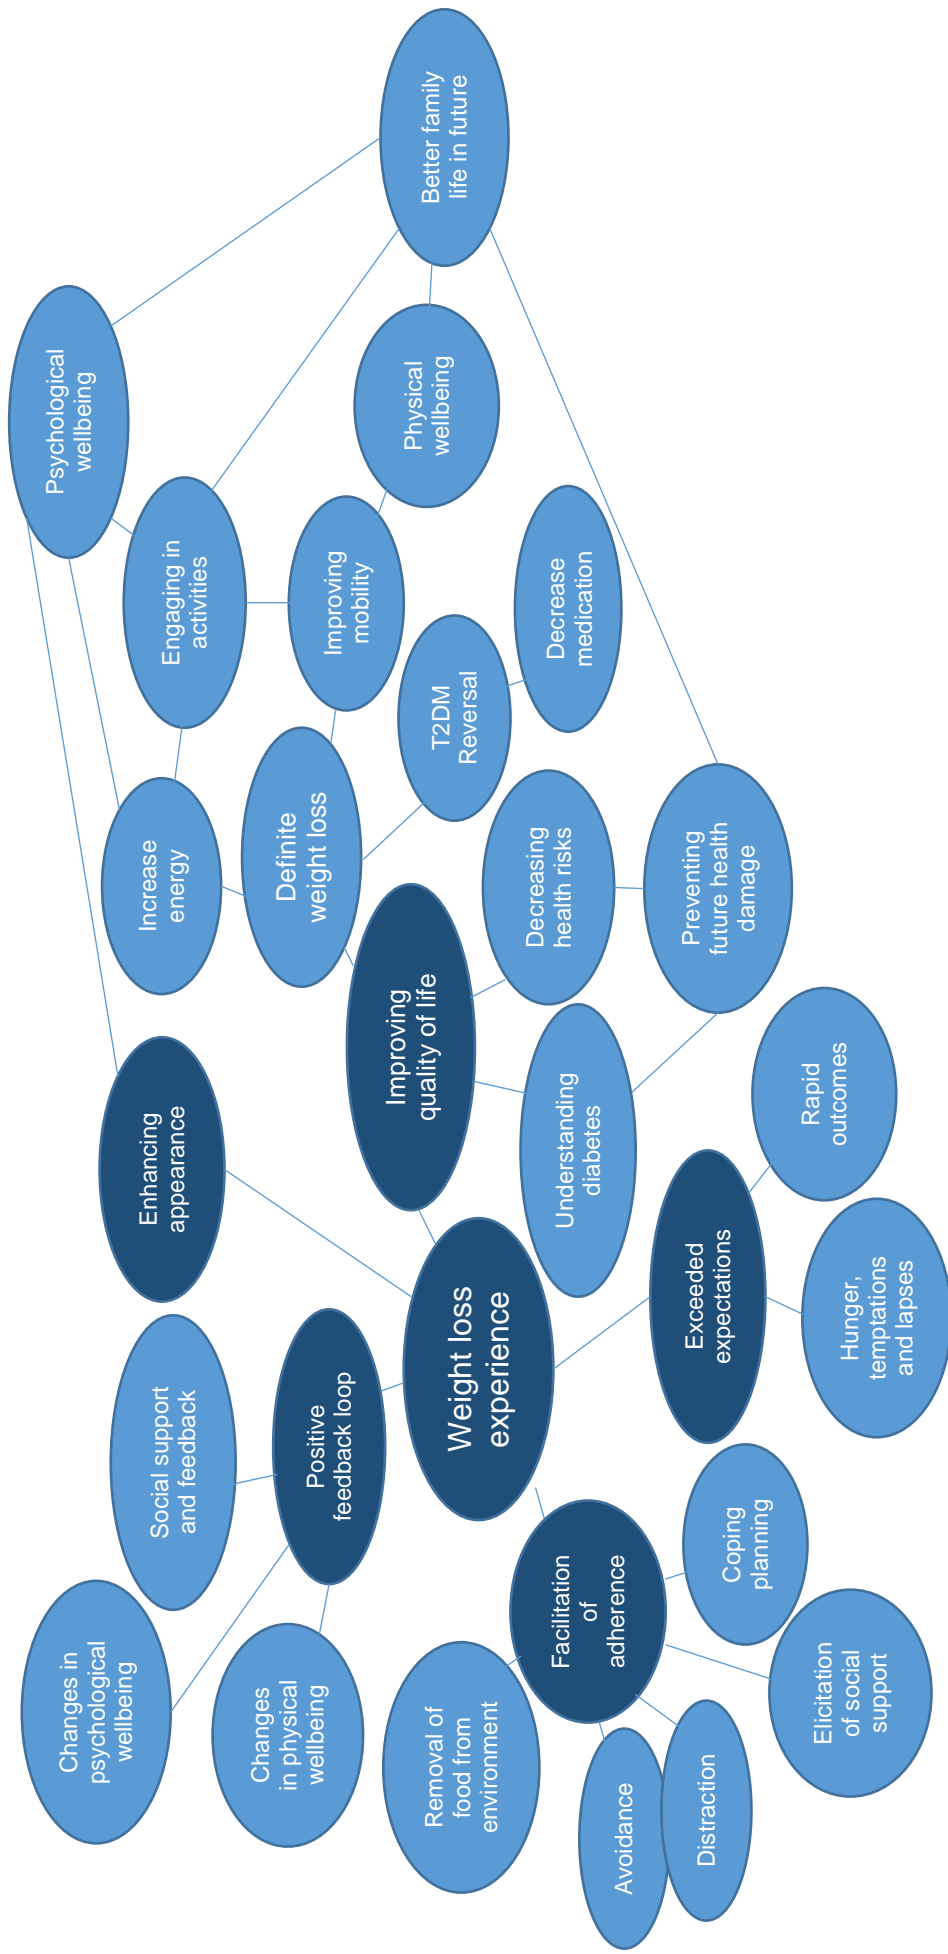 Changes in
psychological
wellbeing
Social support
and feedback
Enhancing
appearance
Increase
energy
Psychological
wellbeing
Engaging in
activities
Changes
in physical
wellbeing
Positive
feedback loop
Definite
weight loss
Improving
mobility
Physical
wellbeing
Better family
life in future
Removal of
food from
environment
Weight loss
experience
Improving
quality of life
T2DM
Reversal
Decrease
medication
Facilitation
of
adherence
Understanding
diabetes
Decreasing
health risks
Avoidance
Distraction
Coping
planning
Exceeded
expectations
Preventing
future health
damage
Elicitation
of social
support
Hunger,
temptations
and lapses
Rapid
outcomes